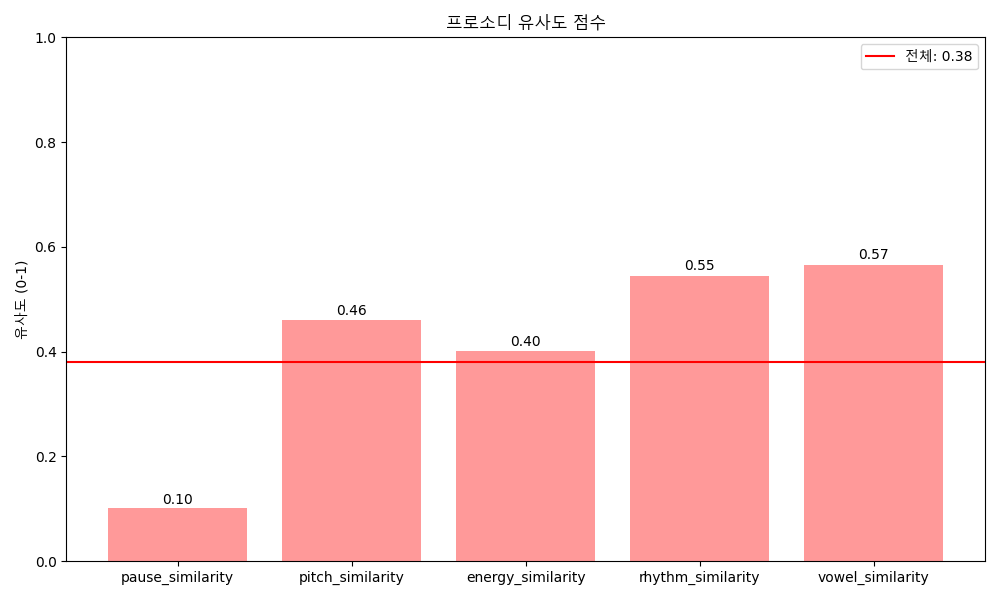 프로소디 유사도 점수
전체: 0.38
유사도 (0-1)
1.0
0.8
0.6
0.4
0.2
0.0
0.10
0.46
0.40
0.55
0.57
pause_similarity
pitch_similarity
energy_similarity
rhythm_similarity
vowel_similarity